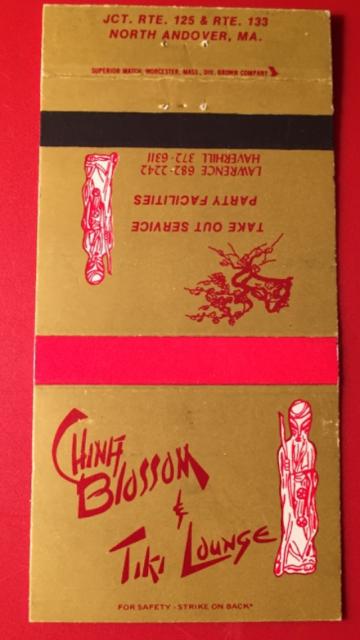 JCT. RTE. 125 & RTE. 133
NORTH ANDOVER, MA.
SUPERIOR MATCH, WORCESTER, MASS., DIV. BROWN COMPANY
TAKE OUT SERVICE
PARTY FACILITIES
LAWRENCE 682-2242
HAVERHILL 372-6311
CHINA
BLOSSOM
&
TIKI LOUNGE
FOR SAFETY - STRIKE ON BACK